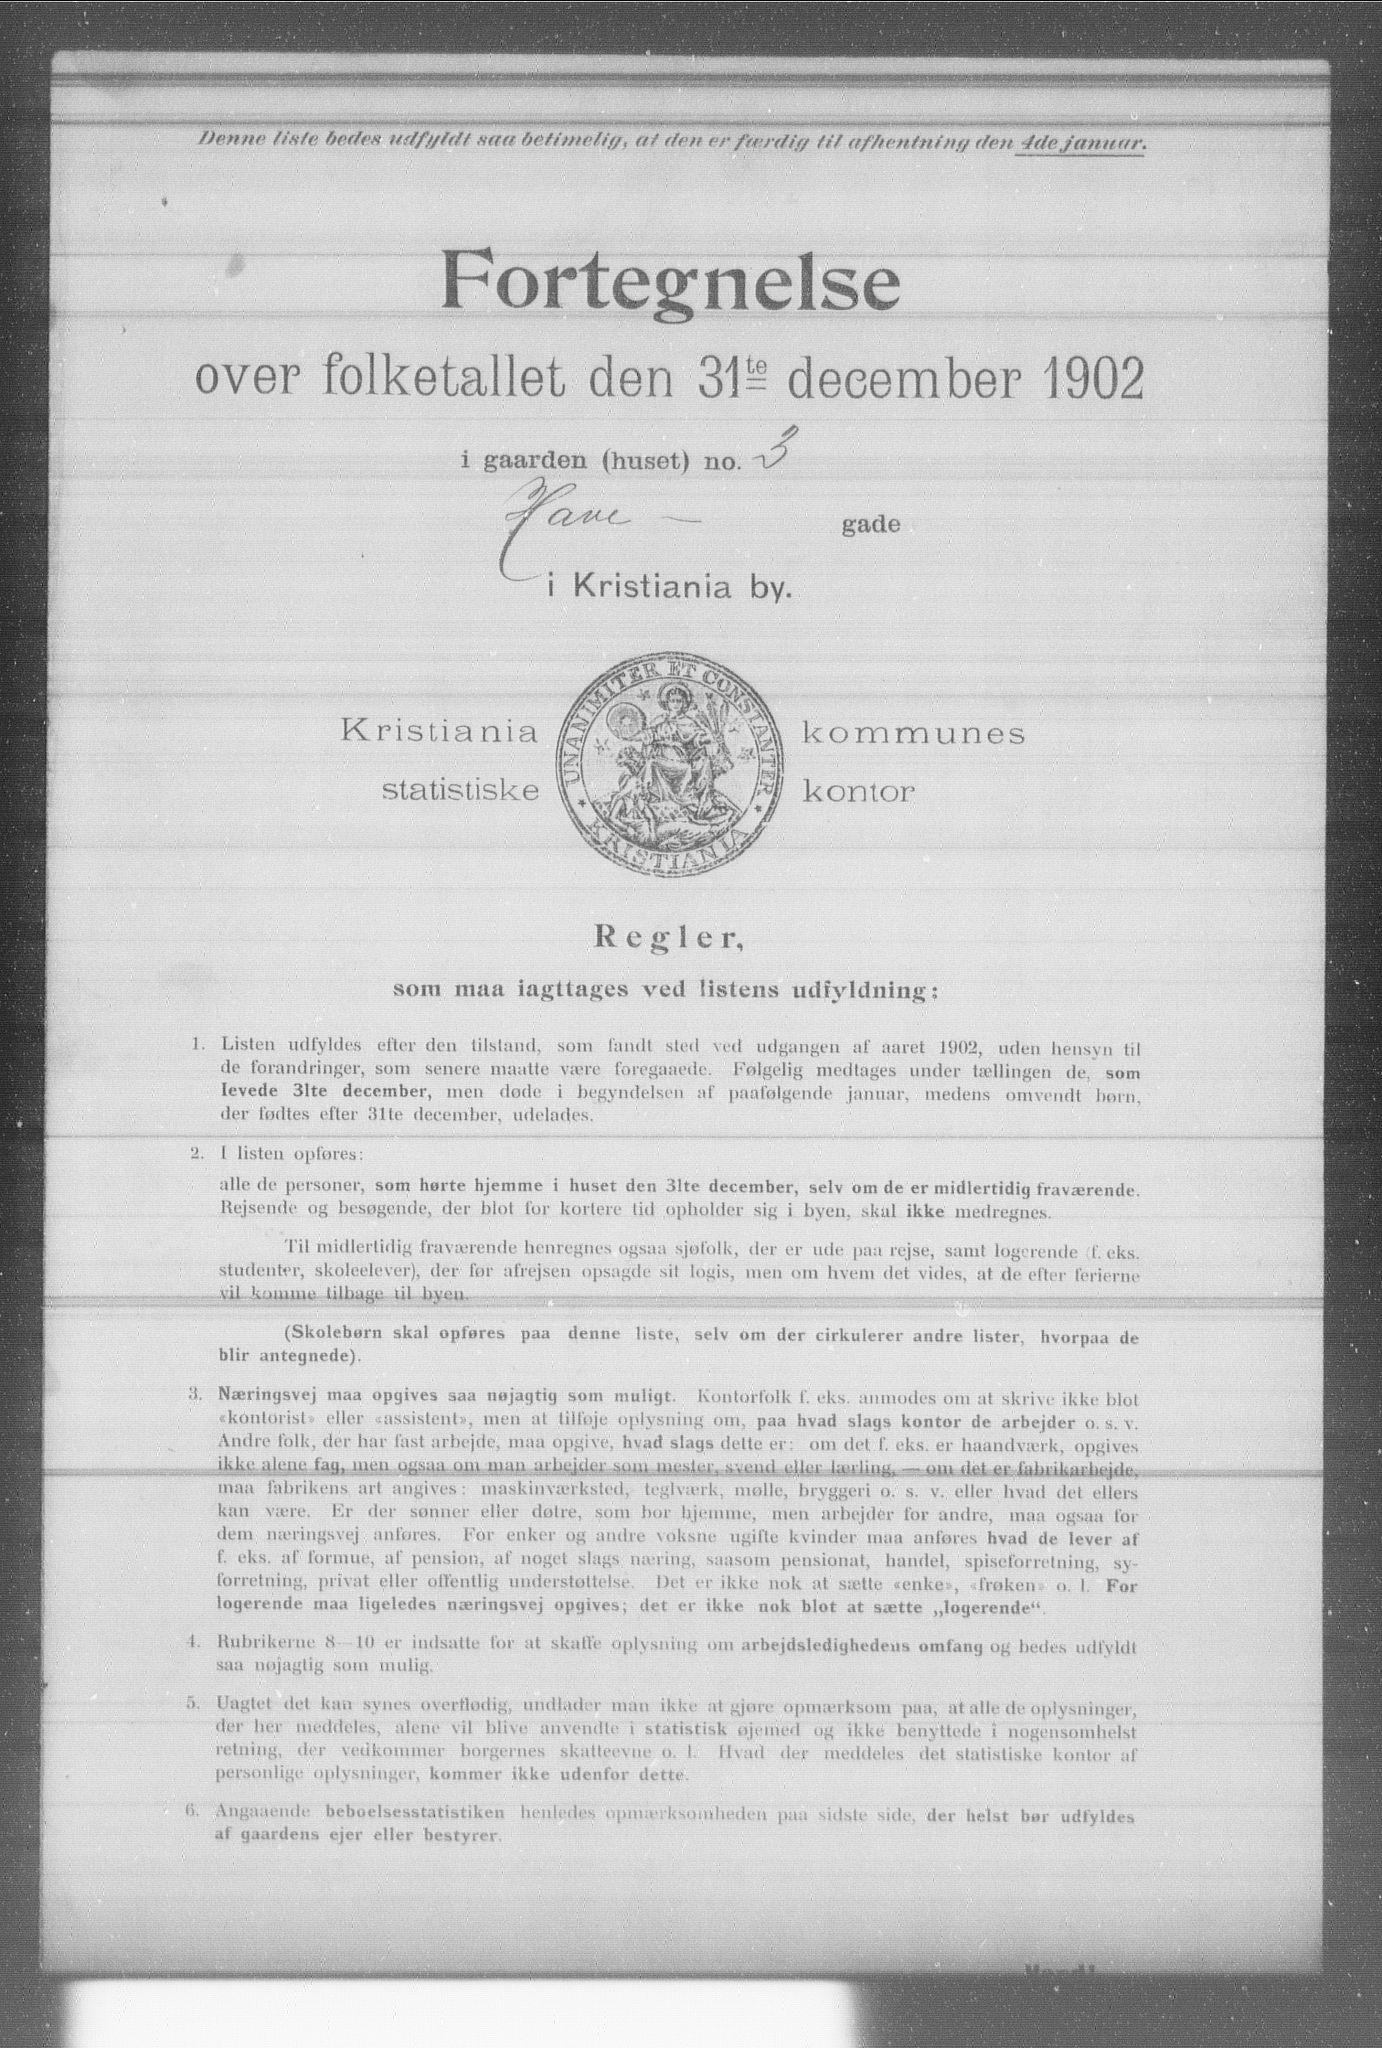 Denne liste bedes udfyldt saa betimelig, at den er færdig til afhentning den 4de januar.
Fortegnelse
over folketallet den 31te december 1902
i gaarden (huset) no. 3
Have — gade
i Kristiania by.
UNANIMITER ET CONSTANTER * KRISTIANIA *
Kristiania kommunes
statistiske kontor
Regler,
som maa iagttages ved listens udfyldning:
1. Listen udfyldes efter den tilstand, som fandt sted ved udgangen af aaret 1902, uden hensyn til
de forandringer, som senere maatte være foregaaede. Følgelig medtages under tællingen de, som
levede 31te december, men døde i begyndelsen af paafølgende januar, medens omvendt børn,
der fødtes efter 31te december, udelades.
2. I listen opføres:
alle de personer, som hørte hjemme i huset den 31te december, selv om de er midlertidig fraværende.
Rejsende og besøgende, der blot for kortere tid opholder sig i byen, skal ikke medregnes.
Til midlertidig fraværende henregnes ogsaa sjøfolk, der er ude paa rejse, samt logerende (f. eks.
studenter, skoleelever), der før afrejsen opsagde sit logis, men om hvem det vides, at de efter ferierne
vil komme tilbage til byen.
(Skolebørn skal opføres paa denne liste, selv om der cirkulerer andre lister, hvorpaa de
blir antegnede).
3. Næringsvej maa opgives saa nøjagtig som muligt. Kontorfolk f. eks. anmodes om at skrive ikke blot
«kontorist» eller «assistent», men at tilføje oplysning om, paa hvad slags kontor de arbejder o. s. v.
Andre folk, der har fast arbejde, maa opgive, hvad slags dette er: om det f. eks. er haandværk, opgives
ikke alene fag, men ogsaa om man arbejder som mester, svend eller lærling, — om det er fabrikarbejde,
maa fabrikens art angives: maskinværksted, teglværk, mølle, bryggeri o. s. v. eller hvad det ellers
kan være. Er der sønner eller døtre, som bor hjemme, men arbejder for andre, maa ogsaa for
dem næringsvej anføres. For enker og andre voksne ugifte kvinder maa anføres hvad de lever af
f. eks. af formue, af pension, af noget slags næring, saasom pensionat, handel, spiseforretning, sy-
forretning, privat eller offentlig understøttelse. Det er ikke nok at sætte «enke», «frøken» o. l. For
logerende maa ligeledes næringsvej opgives; det er ikke nok blot at sætte „logerende“.
4. Rubrikerne 8—10 er indsatte for at skaffe oplysning om arbejdsledighedens omfang og bedes udfyldt
saa nøjagtig som mulig.
5. Uagtet det kan synes overflødig, undlader man ikke at gjøre opmærksom paa, at alle de oplysninger,
der her meddeles, alene vil blive anvendte i statistisk øjemed og ikke benyttede i nogensomhelst
retning, der vedkommer borgernes skatteevne o. l. Hvad der meddeles det statistiske kontor af
personlige oplysninger, kommer ikke udenfor dette.
6. Angaaende beboelsesstatistiken henledes opmærksomheden paa sidste side, der helst bør udfyldes
af gaardens ejer eller bestyrer.